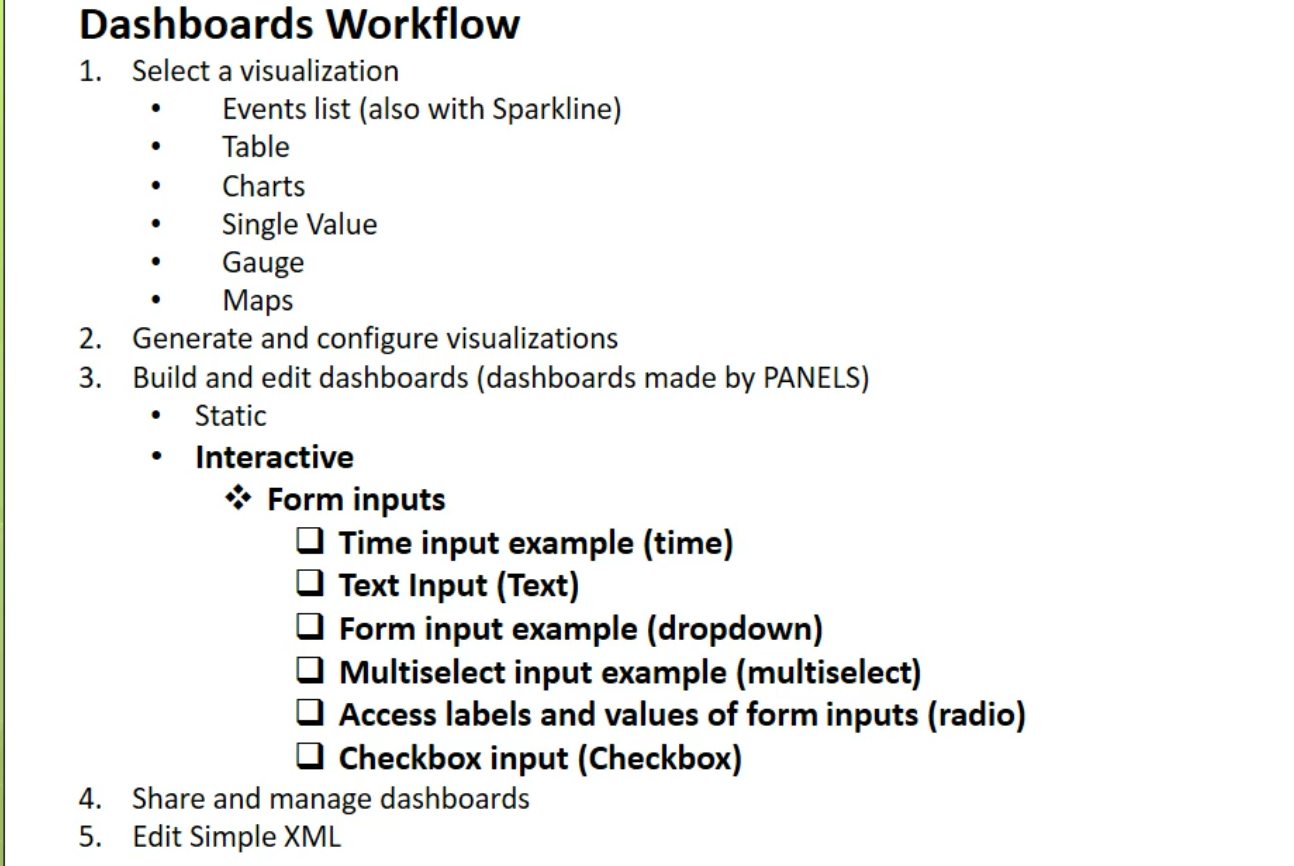 Dashboards Workflow
1. Select a visualization
• Events list (also with Sparkline)
• Table
• Charts
• Single Value
• Gauge
• Maps
2. Generate and configure visualizations
3. Build and edit dashboards (dashboards made by PANELS)
• Static
• Interactive
❖ Form inputs
❑ Time input example (time)
❑ Text Input (Text)
❑ Form input example (dropdown)
❑ Multiselect input example (multiselect)
❑ Access labels and values of form inputs (radio)
❑ Checkbox input (Checkbox)
4. Share and manage dashboards
5. Edit Simple XML